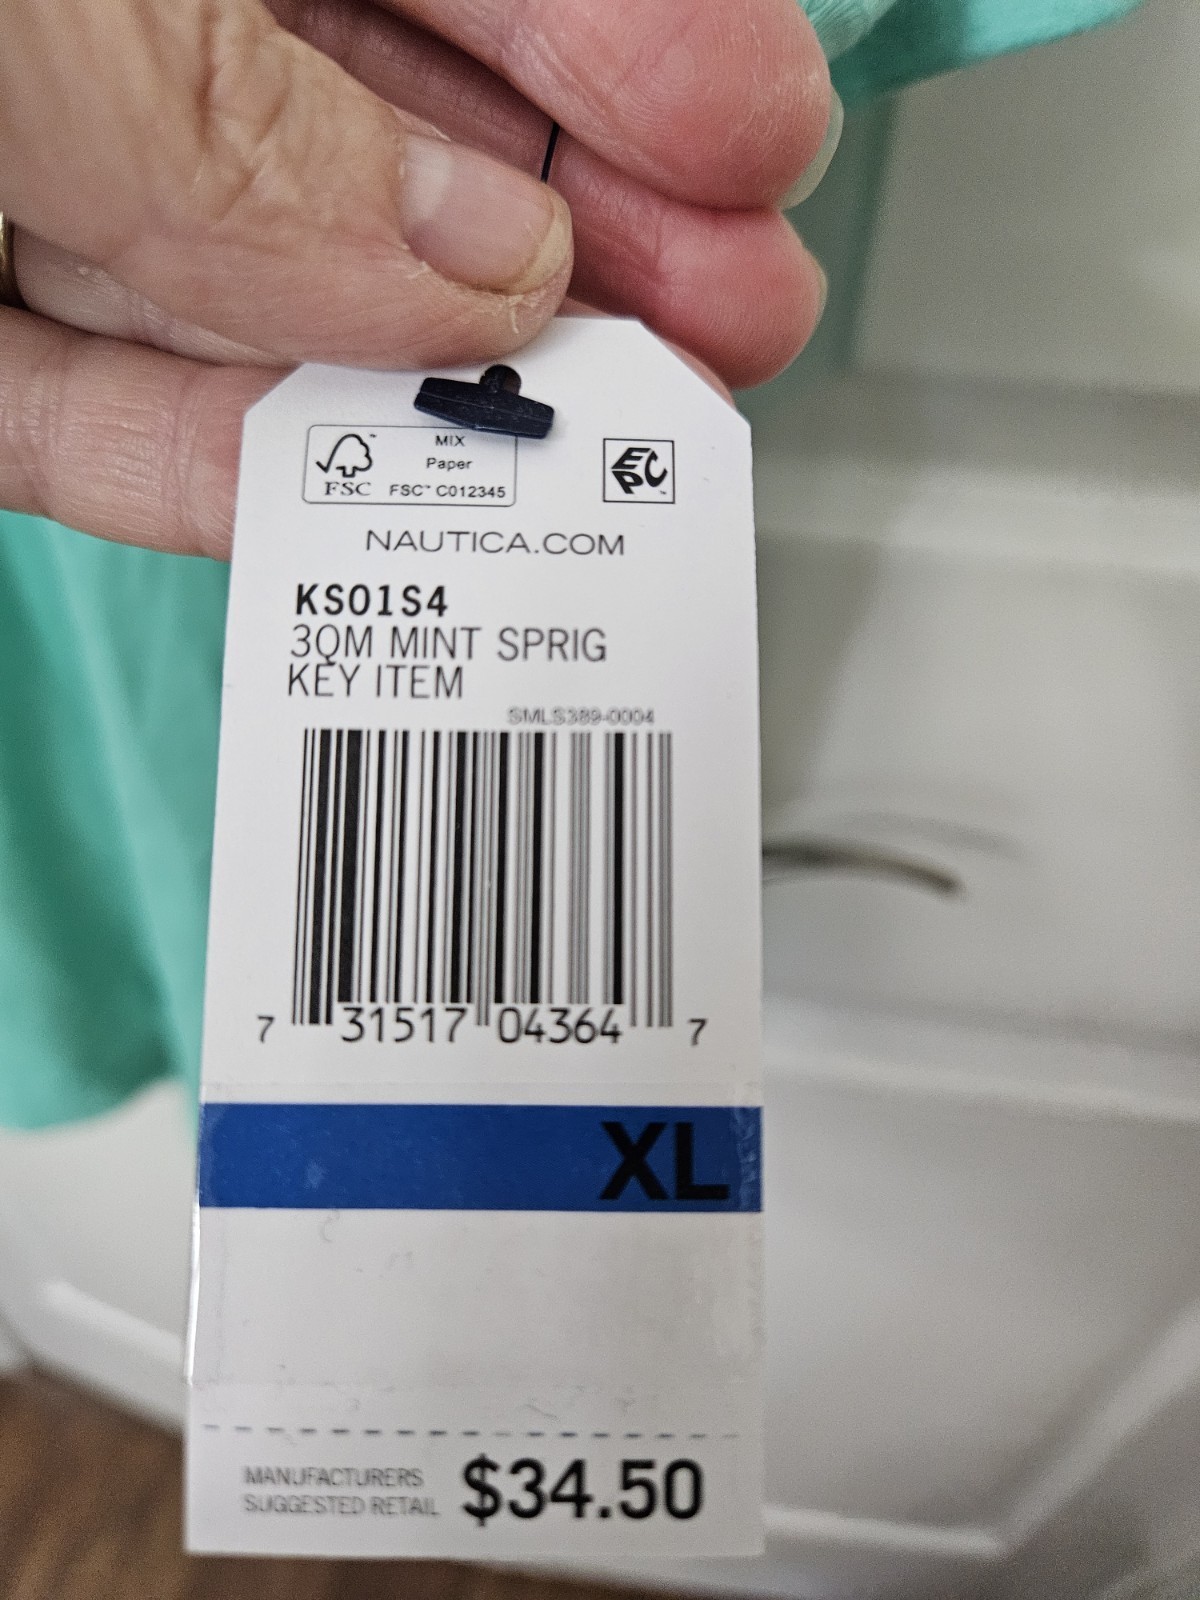 MIX
Paper
FSC™ C012345
FSC
EPC
NAUTICA.COM
KS01S4
3QM MINT SPRIG
KEY ITEM
SMLS389-0004
7 31517 04364 7
XL
MANUFACTURERS
SUGGESTED RETAIL
$34.50